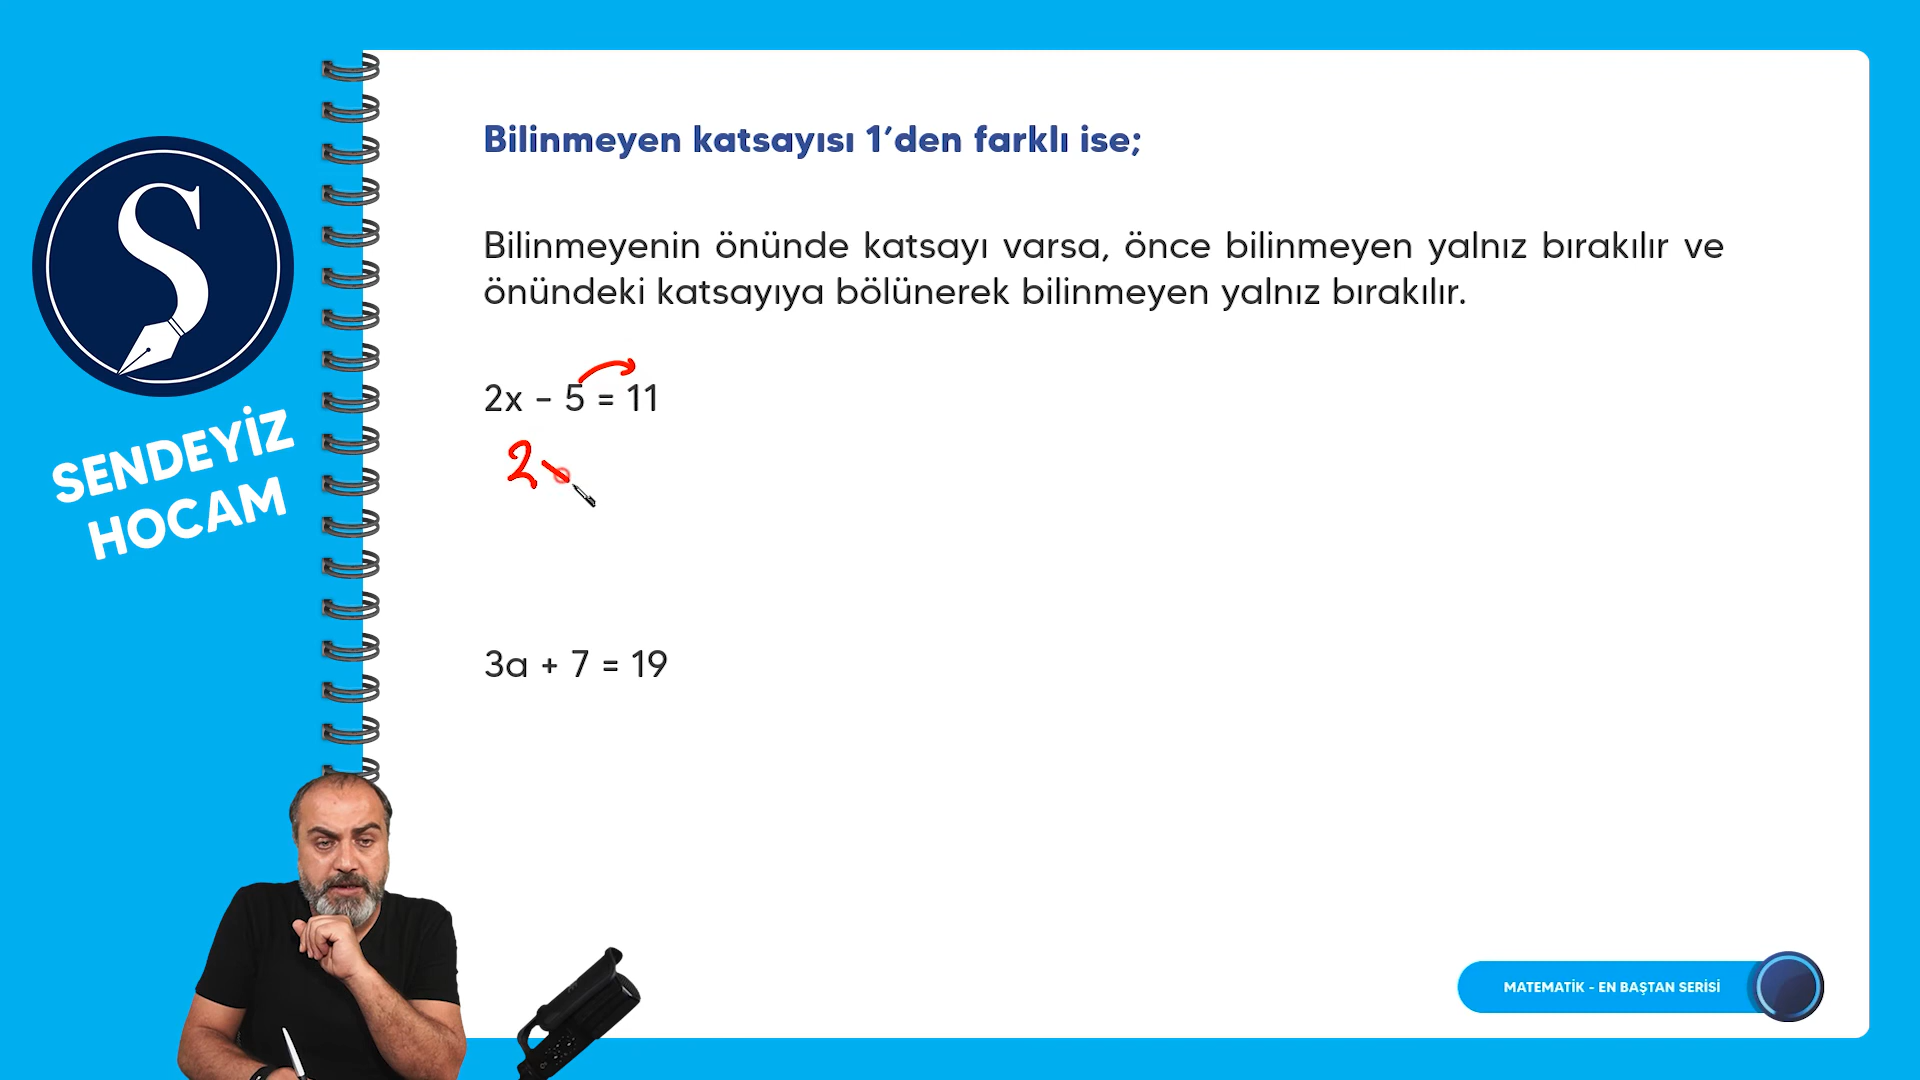 Bilinmeyen katsayısı 1’den farklı ise;
Bilinmeyenin önünde katsayı varsa, önce bilinmeyen yalnız bırakılır ve
önündeki katsayıya bölünerek bilinmeyen yalnız bırakılır.
2x – 5 = 11
2
3a + 7 = 19
S
SENDEYİZ
HOCAM
MATEMATİK - EN BAŞTAN SERİSİ